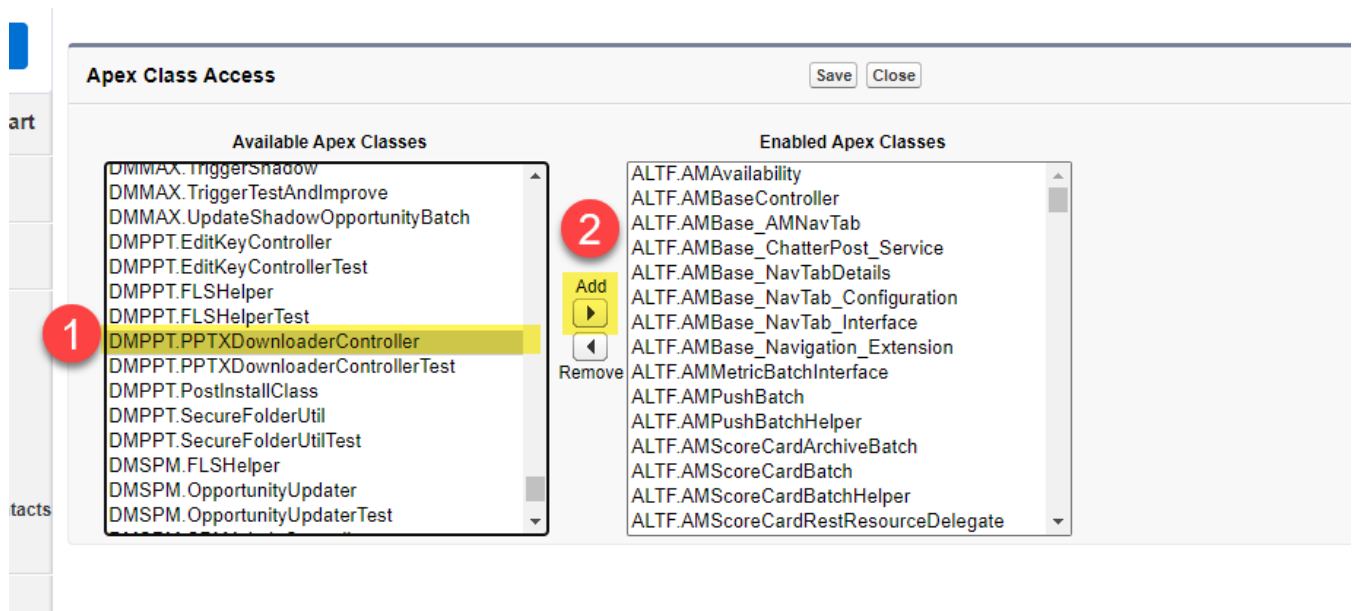 art
tacts
Apex Class Access
Save Close
Available Apex Classes
DMMAX.TriggerShadow
DMMAX.TriggerTestAndImprove
DMMAX.UpdateShadowOpportunityBatch
DMPPT.EditKeyController
DMPPT.EditKeyControllerTest
DMPPT.FLSHelper
DMPPT.FLSHelperTest
DMPPT.PPTXDownloaderController
DMPPT.PPTXDownloaderControllerTest
DMPPT.PostInstallClass
DMPPT.SecureFolderUtil
DMPPT.SecureFolderUtilTest
DMSPM.FLSHelper
DMSPM.OpportunityUpdater
DMSPM.OpportunityUpdaterTest
1
2
Add
Remove
Enabled Apex Classes
ALTF.AMAvailability
ALTF.AMBaseController
ALTF.AMBase_AMNavTab
ALTF.AMBase_ChatterPost_Service
ALTF.AMBase_NavTabDetails
ALTF.AMBase_NavTab_Configuration
ALTF.AMBase_NavTab_Interface
ALTF.AMBase_Navigation_Extension
ALTF.AMMetricBatchInterface
ALTF.AMPushBatch
ALTF.AMPushBatchHelper
ALTF.AMScoreCardArchiveBatch
ALTF.AMScoreCardBatch
ALTF.AMScoreCardBatchHelper
ALTF.AMScoreCardRestResourceDelegate